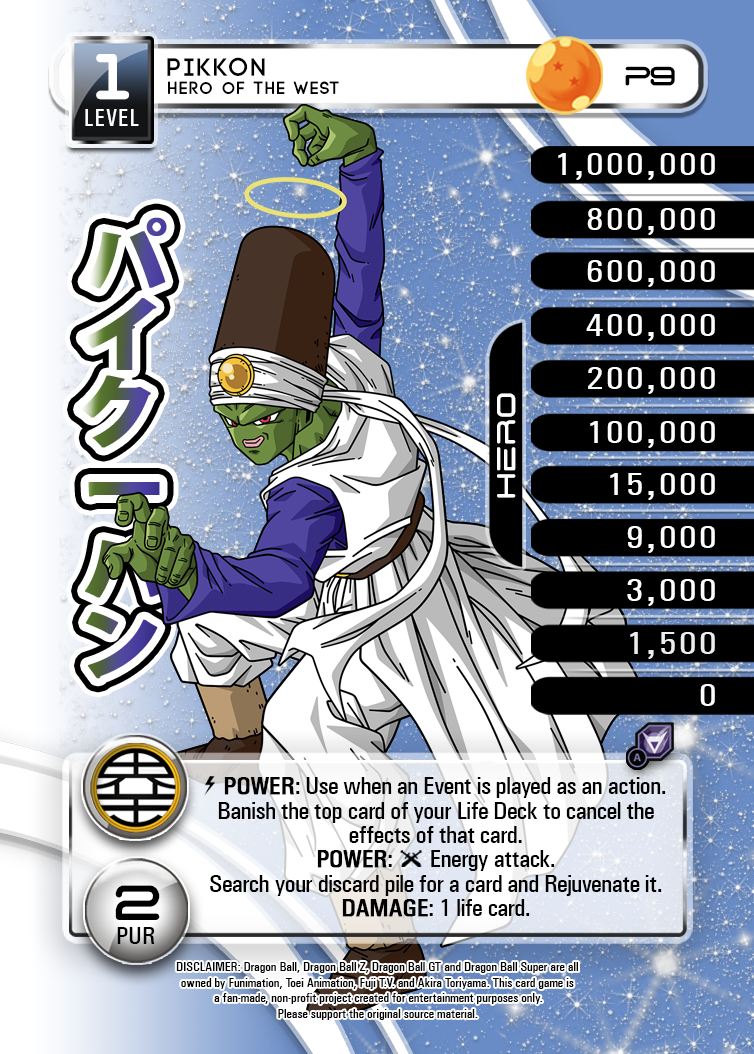 1
LEVEL
PIKKON
HERO OF THE WEST
P9
1,000,000
800,000
600,000
400,000
200,000
100,000
15,000
9,000
3,000
1,500
0
HERO
パイクーハン
A
POWER: Use when an Event is played as an action.
Banish the top card of your Life Deck to cancel the
effects of that card.
POWER: Energy attack.
Search your discard pile for a card and Rejuvenate it.
DAMAGE: 1 life card.
2
PUR
DISCLAIMER: Dragon Ball, Dragon Ball Z, Dragon Ball GT and Dragon Ball Super are all
owned by Funimation, Toei Animation, Fuji T.V. and Akira Toriyama. This card game is
a fan-made, non-profit project created for entertainment purposes only.
Please support the original source material.